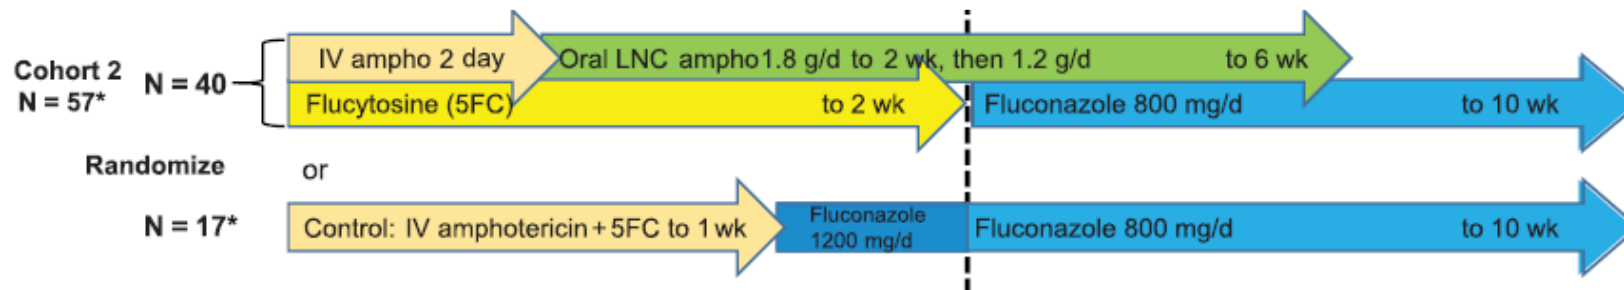 IV ampho 2 day Oral LNC ampho1.8 g/d to 2 wk, then 1.2 g/d to 6 wk
Cohort 2
N = 57*
N = 40
Flucytosine (5FC) to 2 wk Fluconazole 800 mg/d to 10 wk
Randomize or
N = 17*
Control: IV amphotericin + 5FC to 1 wk
Fluconazole
1200 mg/d
Fluconazole 800 mg/d to 10 wk